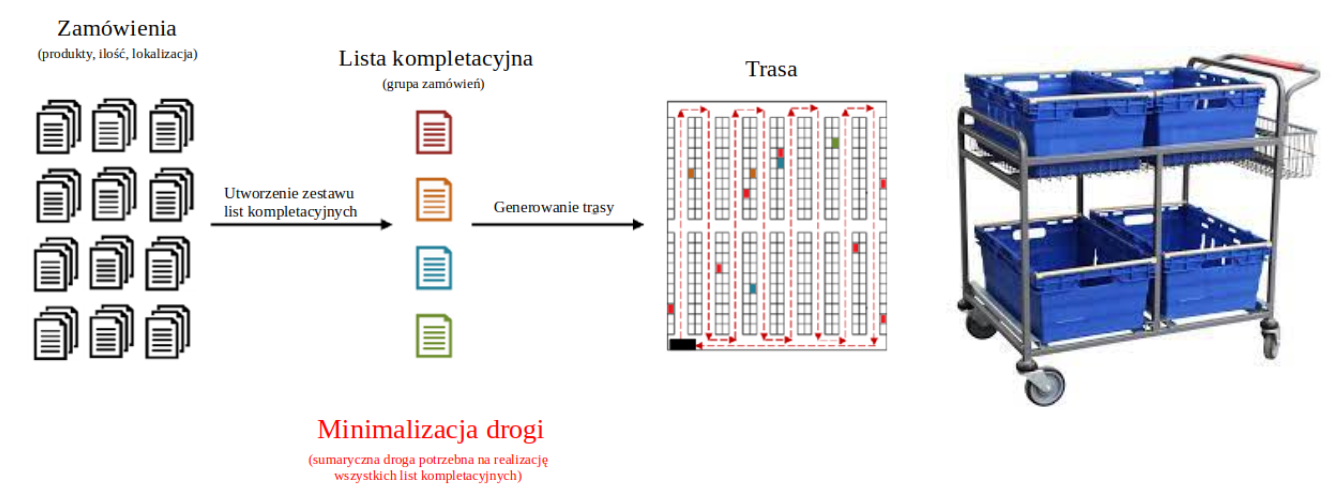 Zamówienia
(produkty, ilość, lokalizacja)
Lista kompletacyjna
(grupa zamówień)
Trasa
Utworzenie zestawu
list kompletacyjnych
Generowanie trasy
Minimalizacja drogi
(sumaryczna droga potrzebna na realizację
wszystkich list kompletacyjnych)